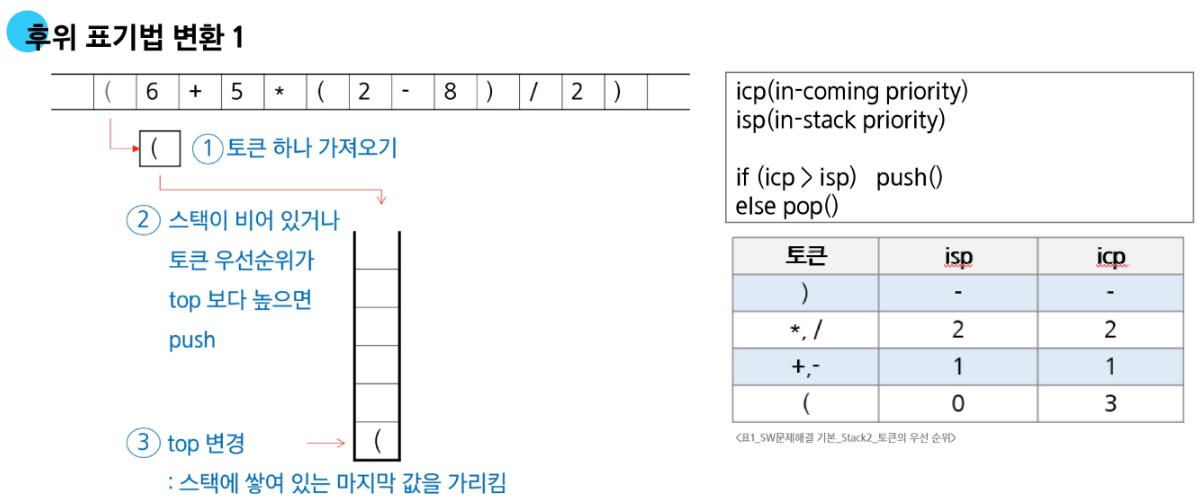 후위 표기법 변환 1
( 6 + 5 * ( 2 - 8 ) / 2 )
( ① 토큰 하나 가져오기
② 스택이 비어 있거나
토큰 우선순위가
top 보다 높으면
push
③ top 변경 (
: 스택에 쌓여 있는 마지막 값을 가리킴
icp(in-coming priority)
isp(in-stack priority)
if (icp > isp) push()
else pop()
토큰 isp icp
) - -
*, / 2 2
+,- 1 1
( 0 3
<표1_SW문제해결 기본_Stack2_토큰의 우선 순위>